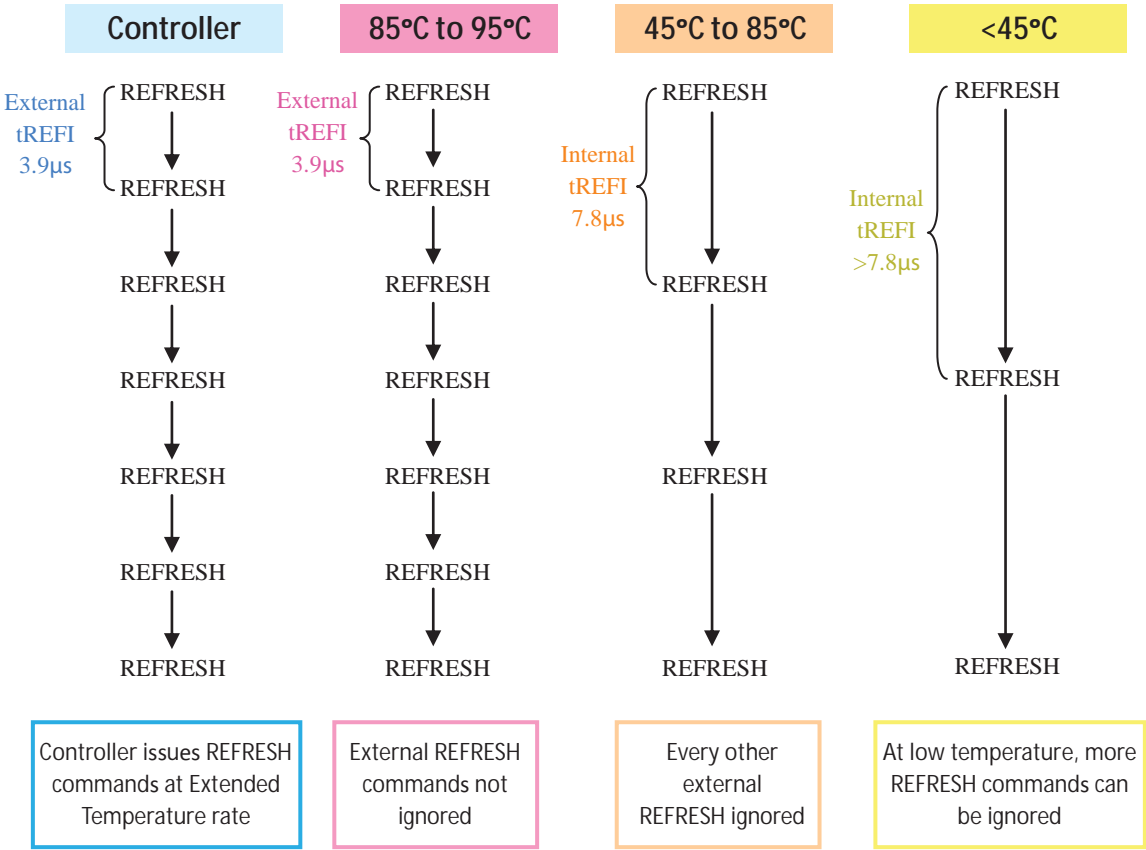 Controller
85°C to 95°C
45°C to 85°C
<45°C
External
tREFI
3.9µs
REFRESH
REFRESH
REFRESH
REFRESH
REFRESH
REFRESH
REFRESH
External
tREFI
3.9µs
REFRESH
REFRESH
REFRESH
REFRESH
REFRESH
REFRESH
REFRESH
Internal
tREFI
7.8µs
REFRESH
REFRESH
REFRESH
REFRESH
Internal
tREFI
>7.8µs
REFRESH
REFRESH
REFRESH
Controller issues REFRESH
commands at Extended
Temperature rate
External REFRESH
commands not
ignored
Every other
external
REFRESH ignored
At low temperature, more
REFRESH commands can
be ignored